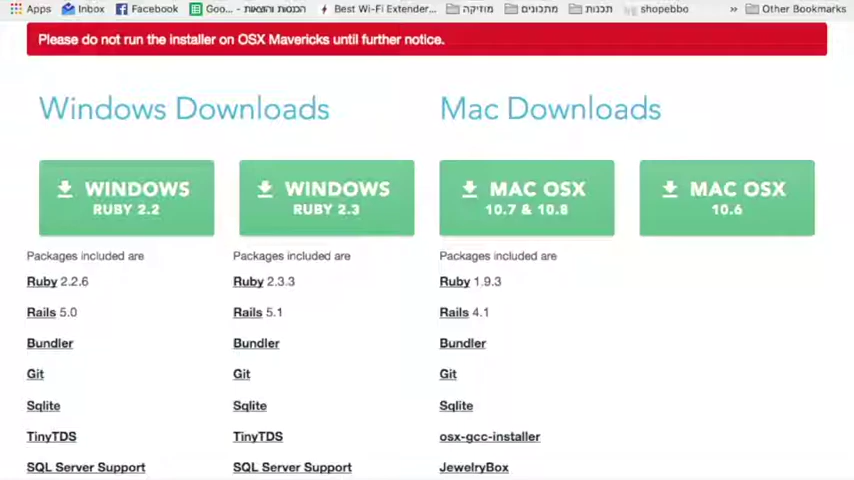 Apps Inbox Facebook Goo... - הכנסות והוצאות Best Wi-Fi Extender... מוזיקה מתכונים תכנות shopebbo » Other Bookmarks
Please do not run the installer on OSX Mavericks until further notice.
Windows Downloads
Mac Downloads
WINDOWS
RUBY 2.2
WINDOWS
RUBY 2.3
MAC OSX
10.7 & 10.8
MAC OSX
10.6
Packages included are
Ruby 2.2.6
Rails 5.0
Bundler
Git
Sqlite
TinyTDS
SQL Server Support
Packages included are
Ruby 2.3.3
Rails 5.1
Bundler
Git
Sqlite
TinyTDS
SQL Server Support
Packages included are
Ruby 1.9.3
Rails 4.1
Bundler
Git
Sqlite
osx-gcc-installer
JewelryBox